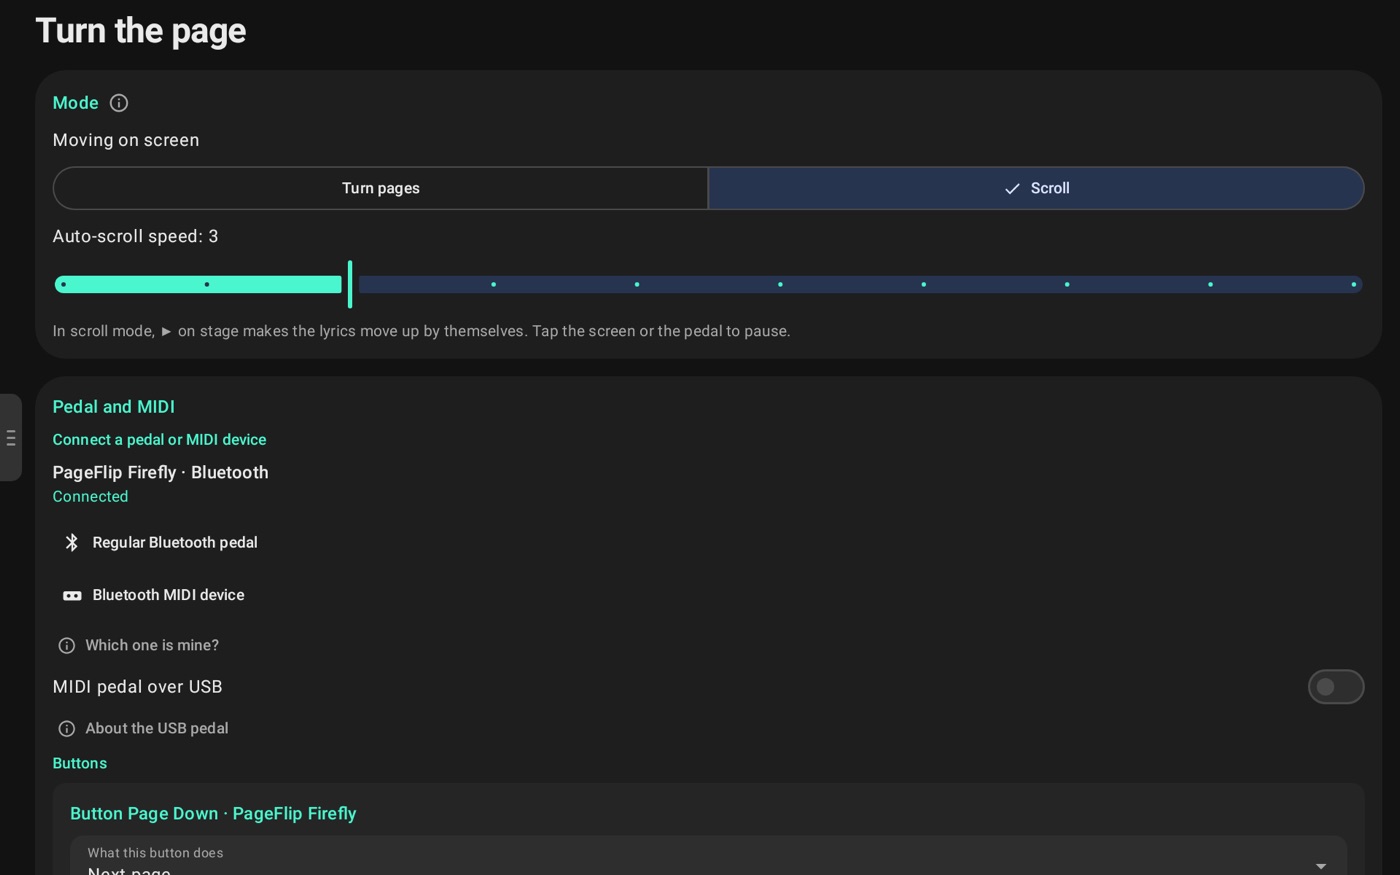 Turn the page
Mode
Moving on screen
Turn pages
Scroll
Auto-scroll speed: 3
In scroll mode, ► on stage makes the lyrics move up by themselves. Tap the screen or the pedal to pause.
Pedal and MIDI
Connect a pedal or MIDI device
PageFlip Firefly · Bluetooth
Connected
Regular Bluetooth pedal
Bluetooth MIDI device
Which one is mine?
MIDI pedal over USB
About the USB pedal
Buttons
Button Page Down · PageFlip Firefly
What this button does
Next page